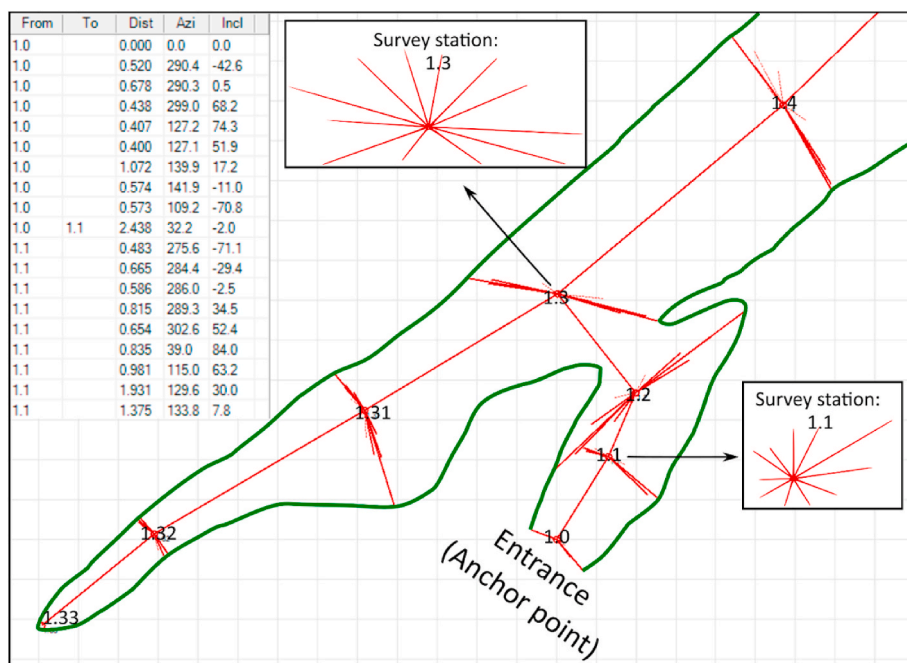 From To Dist Azi Incl
1.0 0.000 0.0 0.0
1.0 0.520 290.4 -42.6
1.0 0.678 290.3 0.5
1.0 0.438 299.0 68.2
1.0 0.407 127.2 74.3
1.0 0.400 127.1 51.9
1.0 1.072 139.9 17.2
1.0 0.574 141.9 -11.0
1.0 0.573 109.2 -70.8
1.0 1.1 2.438 32.2 -2.0
1.1 0.483 275.6 -71.1
1.1 0.665 284.4 -29.4
1.1 0.586 286.0 -2.5
1.1 0.815 289.3 34.5
1.1 0.654 302.6 52.4
1.1 0.835 39.0 84.0
1.1 0.981 115.0 63.2
1.1 1.931 129.6 30.0
1.1 1.375 133.8 7.8
Survey station:
1.3
1.4
1.3
1.2
1.31
Survey station:
1.1
1.1
1.32
1.0
Entrance
(Anchor point)
1.33